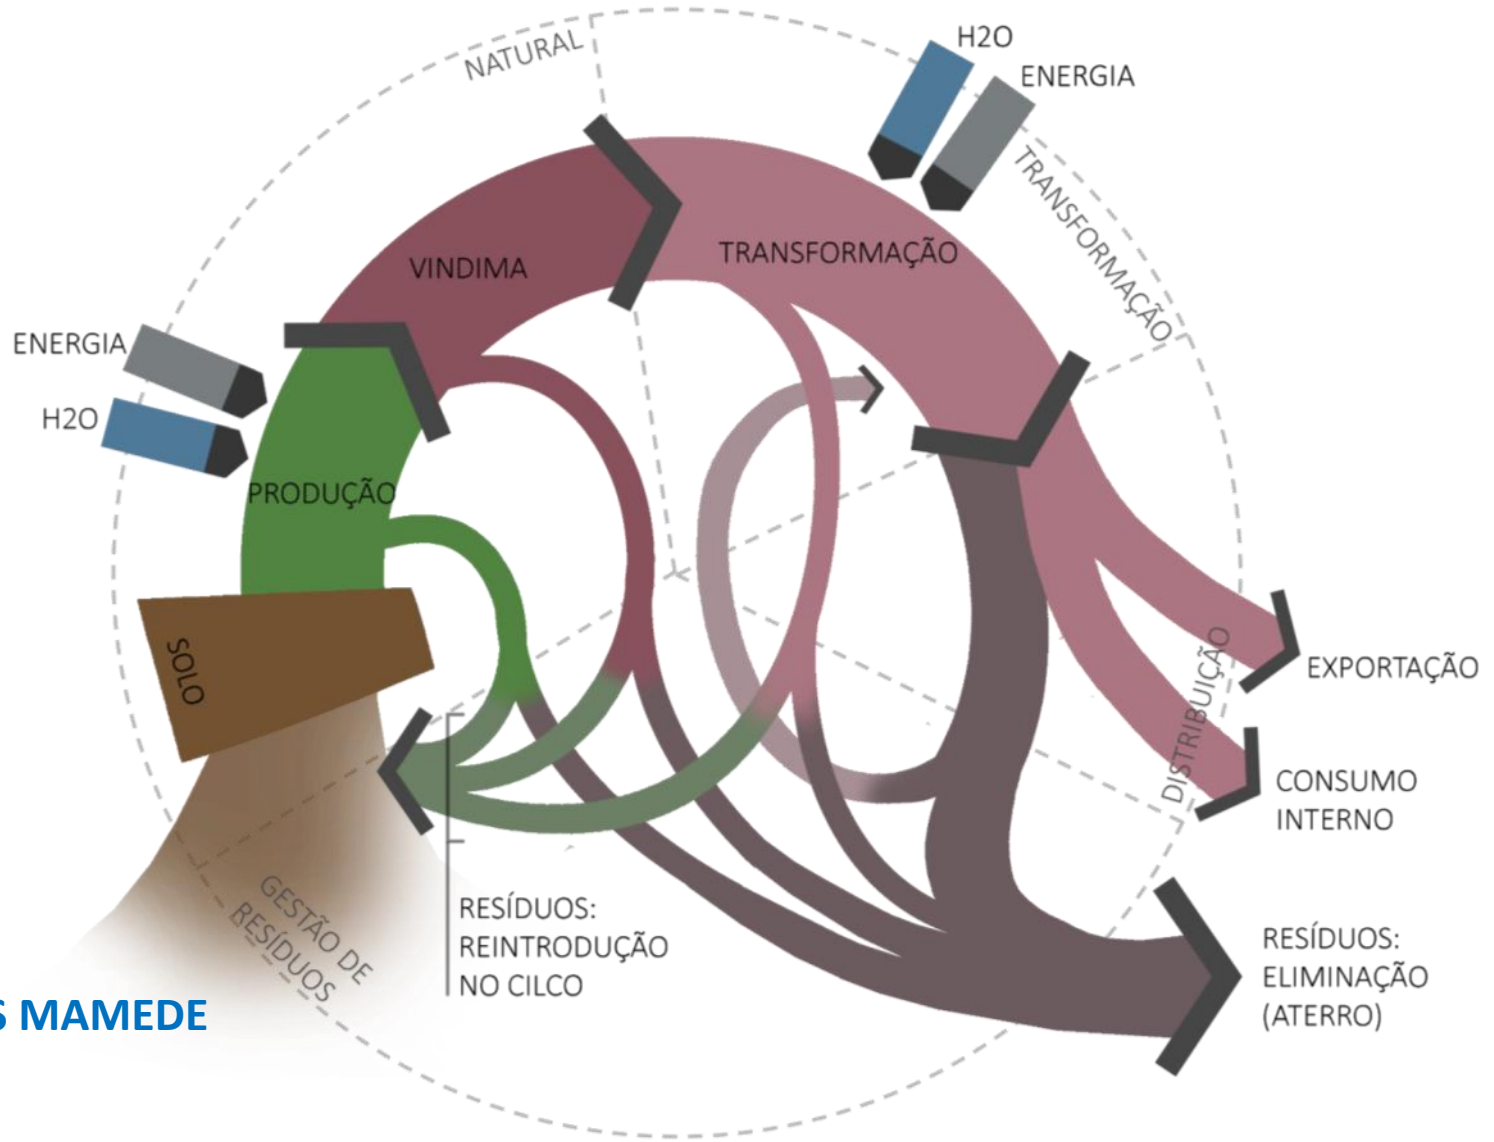 NATURAL
H2O
ENERGIA
TRANSFORMAÇÃO
VINDIMA
TRANSFORMAÇÃO
ENERGIA
H2O
PRODUÇÃO
SOLO
DISTRIBUIÇÃO
EXPORTAÇÃO
CONSUMO
INTERNO
GESTÃO DE
RESÍDUOS
RESÍDUOS:
REINTRODUÇÃO
NO CILCO
RESÍDUOS:
ELIMINAÇÃO
(ATERRO)
MAMEDE